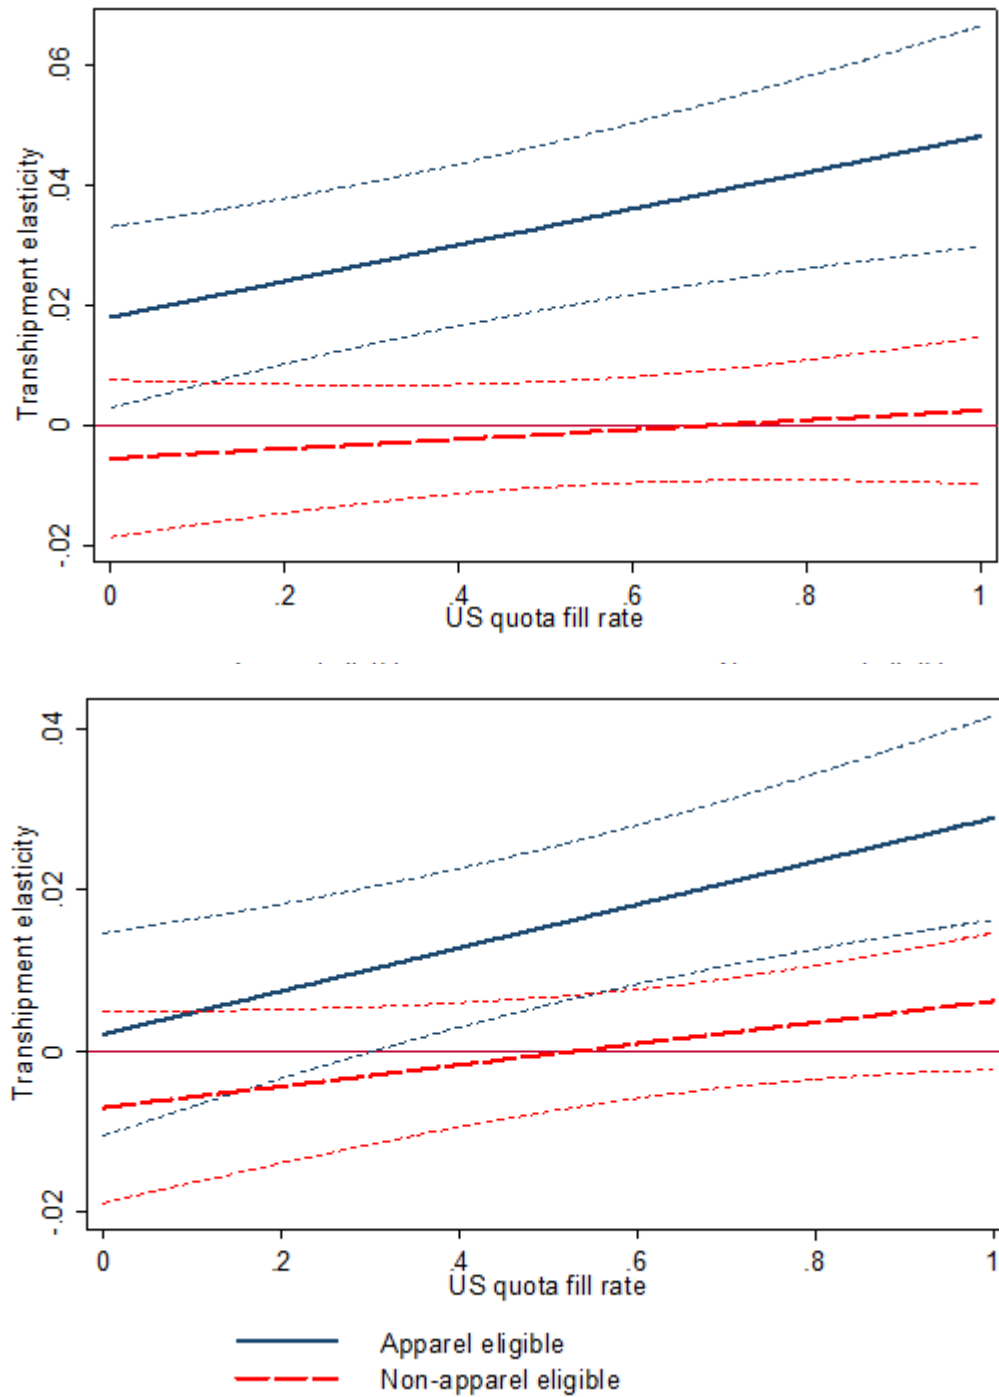 .06
.04
.02
0
-.02
Transhipment elasticity
0 .2 .4 .6 .8 1
US quota fill rate
.04
.02
0
-.02
Transhipment elasticity
0 .2 .4 .6 .8 1
US quota fill rate
Apparel eligible
Non-apparel eligible